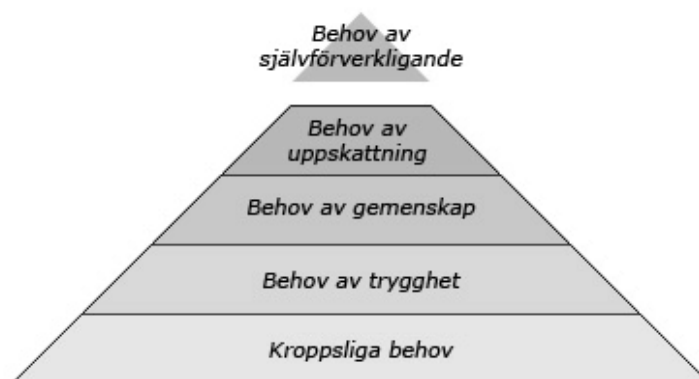 Behov av
självförverkligande
Behov av
uppskattning
Behov av gemenskap
Behov av trygghet
Kroppsliga behov